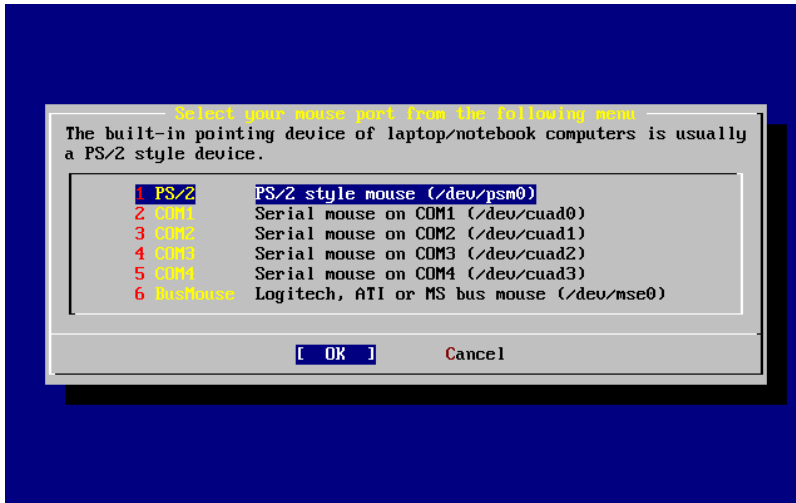 Select your mouse port from the following menu
The built-in pointing device of laptop/notebook computers is usually
a PS/2 style device.
1 PS/2 PS/2 style mouse (/dev/psm0)
2 COM1 Serial mouse on COM1 (/dev/cuad0)
3 COM2 Serial mouse on COM2 (/dev/cuad1)
4 COM3 Serial mouse on COM3 (/dev/cuad2)
5 COM4 Serial mouse on COM4 (/dev/cuad3)
6 BusMouse Logitech, ATI or MS bus mouse (/dev/mse0)
[ OK ] Cancel